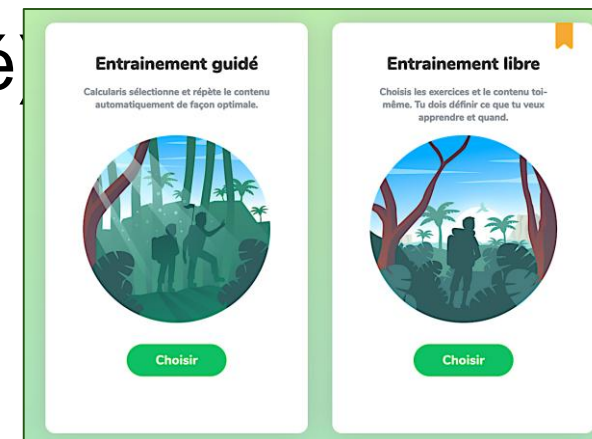 é)
Entrainement guidé
Calcularis sélectionne et répète le contenu
automatiquement de façon optimale.
Choisir
Entrainement libre
Choisis les exercices et le contenu toi-
même. Tu dois définir ce que tu veux
apprendre et quand.
Choisir